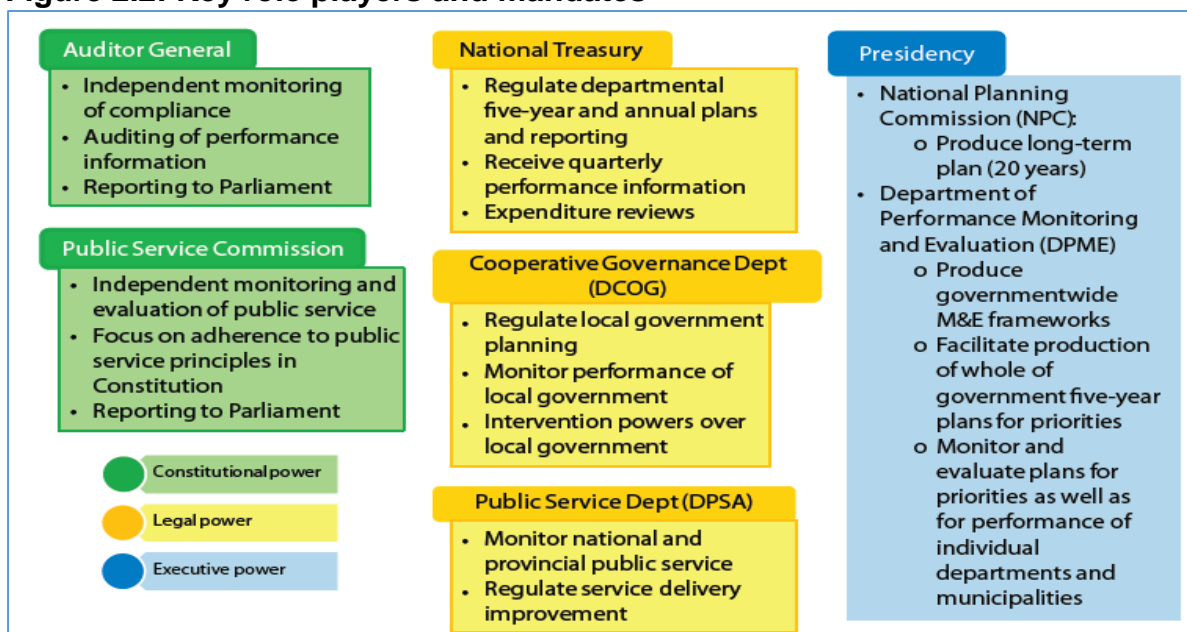 Auditor General
• Independent monitoring
of compliance
• Auditing of performance
information
• Reporting to Parliament
Public Service Commission
• Independent monitoring and
evaluation of public service
• Focus on adherence to public
service principles in
Constitution
• Reporting to Parliament
Constitutional power
Legal power
Executive power
National Treasury
• Regulate departmental
five-year and annual plans
and reporting
• Receive quarterly
performance information
• Expenditure reviews
Cooperative Governance Dept
(DCOG)
• Regulate local government
planning
• Monitor performance of
local government
• Intervention powers over
local government
Public Service Dept (DPSA)
• Monitor national and
provincial public service
• Regulate service delivery
improvement
Presidency
• National Planning
Commission (NPC):
o Produce long-term
plan (20 years)
• Department of
Performance Monitoring
and Evaluation (DPME)
o Produce
governmentwide
M&E frameworks
o Facilitate production
of whole of
government five-year
plans for priorities
o Monitor and
evaluate plans for
priorities as well as
for performance of
individual
departments and
municipalities